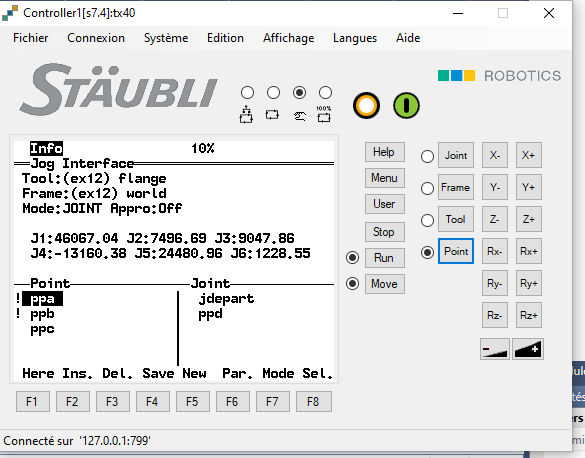 Controller1[s7.4]:tx40
Fichier Connexion Système Edition Affichage Langues Aide
STÄUBLI
ROBOTICS
100%
Info 10%
Jog Interface
Tool:(ex12) flange
Frame:(ex12) world
Mode:JOINT Appro:Off
J1:46067.04 J2:7496.69 J3:9047.86
J4:-13160.38 J5:24480.96 J6:1228.55
Point Joint
! ppa jdepart
! ppb ppd
ppc
Here Ins. Del. Save New Par. Mode Sel.
F1 F2 F3 F4 F5 F6 F7 F8
Help
Menu
User
Stop
Run
Move
Joint X- X+
Frame Y- Y+
Tool Z- Z+
Point Rx- Rx+
Ry- Ry+
Rz- Rz+
- +
Connecté sur '127.0.0.1:799'